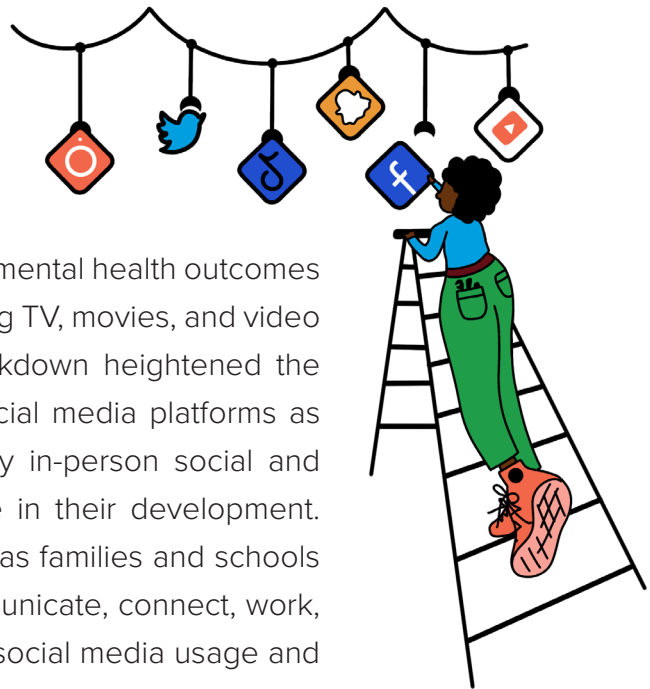 mental health outcomes
g TV, movies, and video
kdown heightened the
cial media platforms as
y in-person social and
e in their development.
as families and schools
unicate, connect, work,
social media usage and